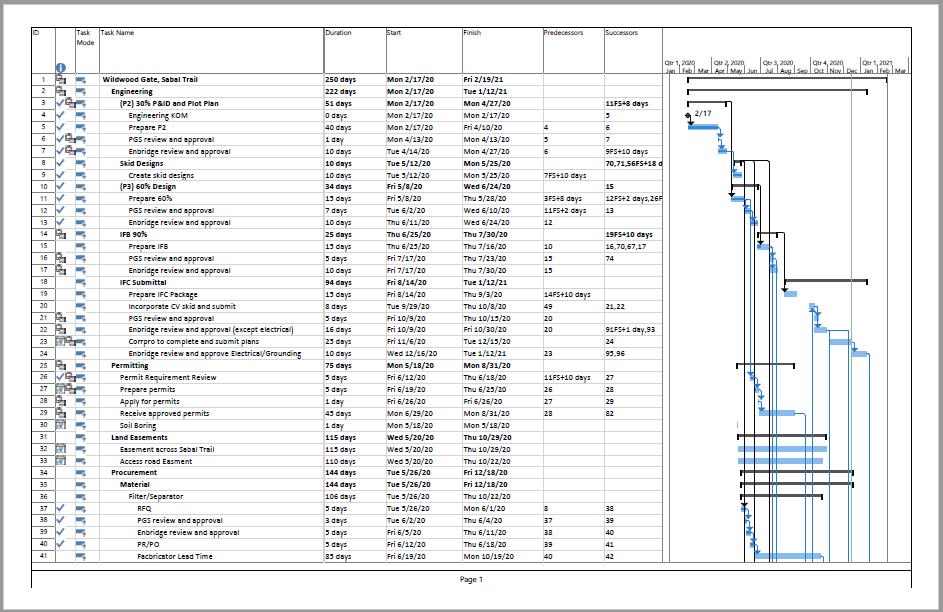 ID Task Mode Task Name Duration Start Finish Predecessors Successors
Qtr 1, 2020 Qtr 2, 2020 Qtr 3, 2020 Qtr 4, 2020 Qtr 1, 2021
Jan Feb Mar Apr May Jun Jul Aug Sep Oct Nov Dec Jan Feb Mar
1 Wildwood Gate, Sabal Trail 250 days Mon 2/17/20 Fri 2/19/21
2 Engineering 222 days Mon 2/17/20 Tue 1/12/21
3 (P2) 30% P&ID and Plot Plan 51 days Mon 2/17/20 Mon 4/27/20 11FS+8 days
4 Engineering KOM 0 days Mon 2/17/20 Mon 2/17/20 5 2/17
5 Prepare P2 40 days Mon 2/17/20 Fri 4/10/20 4 6
6 PGS review and approval 1 day Mon 4/13/20 Mon 4/13/20 5 7
7 Enbridge review and approval 10 days Tue 4/14/20 Mon 4/27/20 6 9FS+10 days
8 Skid Designs 10 days Tue 5/12/20 Mon 5/25/20 70,71,56FS+18 d
9 Create skid designs 10 days Tue 5/12/20 Mon 5/25/20 7FS+10 days
10 (P3) 60% Design 34 days Fri 5/8/20 Wed 6/24/20 15
11 Prepare 60% 15 days Fri 5/8/20 Thu 5/28/20 3FS+8 days 12FS+2 days,26F
12 PGS review and approval 7 days Tue 6/2/20 Wed 6/10/20 11FS+2 days 13
13 Enbridge review and approval 10 days Thu 6/11/20 Wed 6/24/20 12
14 IFB 90% 25 days Thu 6/25/20 Thu 7/30/20 19FS+10 days
15 Prepare IFB 15 days Thu 6/25/20 Thu 7/16/20 10 16,70,67,17
16 PGS review and approval 5 days Fri 7/17/20 Thu 7/23/20 15 74
17 Enbridge review and approval 10 days Fri 7/17/20 Thu 7/30/20 15
18 IFC Submittal 94 days Fri 8/14/20 Tue 1/12/21
19 Prepare IFC Package 15 days Fri 8/14/20 Thu 9/3/20 14FS+10 days
20 Incorporate CV skid and submit 8 days Tue 9/29/20 Thu 10/8/20 49 21,22
21 PGS review and approval 5 days Fri 10/9/20 Thu 10/15/20 20
22 Enbridge review and approval (except electrical) 16 days Fri 10/9/20 Fri 10/30/20 20 91FS+1 day,93
23 Corrpro to complete and submit plans 25 days Fri 11/6/20 Tue 12/15/20 24
24 Enbridge review and approve Electrical/Grounding 10 days Wed 12/16/20 Tue 1/12/21 23 95,96
25 Permitting 75 days Mon 5/18/20 Mon 8/31/20
26 Permit Requirement Review 5 days Fri 6/12/20 Thu 6/18/20 11FS+10 days 27
27 Prepare permits 5 days Fri 6/19/20 Thu 6/25/20 26 28
28 Apply for permits 1 day Fri 6/26/20 Fri 6/26/20 27 29
29 Receive approved permits 45 days Mon 6/29/20 Mon 8/31/20 28 82
30 Soil Boring 1 day Mon 5/18/20 Mon 5/18/20
31 Land Easements 115 days Wed 5/20/20 Thu 10/29/20
32 Easement across Sabal Trail 115 days Wed 5/20/20 Thu 10/29/20
33 Access road Easment 110 days Wed 5/20/20 Thu 10/22/20
34 Procurement 144 days Tue 5/26/20 Fri 12/18/20
35 Material 144 days Tue 5/26/20 Fri 12/18/20
36 Filter/Separator 106 days Tue 5/26/20 Thu 10/22/20
37 RFQ 5 days Tue 5/26/20 Mon 6/1/20 8 38
38 PGS review and approval 3 days Tue 6/2/20 Thu 6/4/20 37 39
39 Enbridge review and approval 5 days Fri 6/5/20 Thu 6/11/20 38 40
40 PR/PO 5 days Fri 6/12/20 Thu 6/18/20 39 41
41 Facbricator Lead Time 85 days Fri 6/19/20 Mon 10/19/20 40 42
Page 1